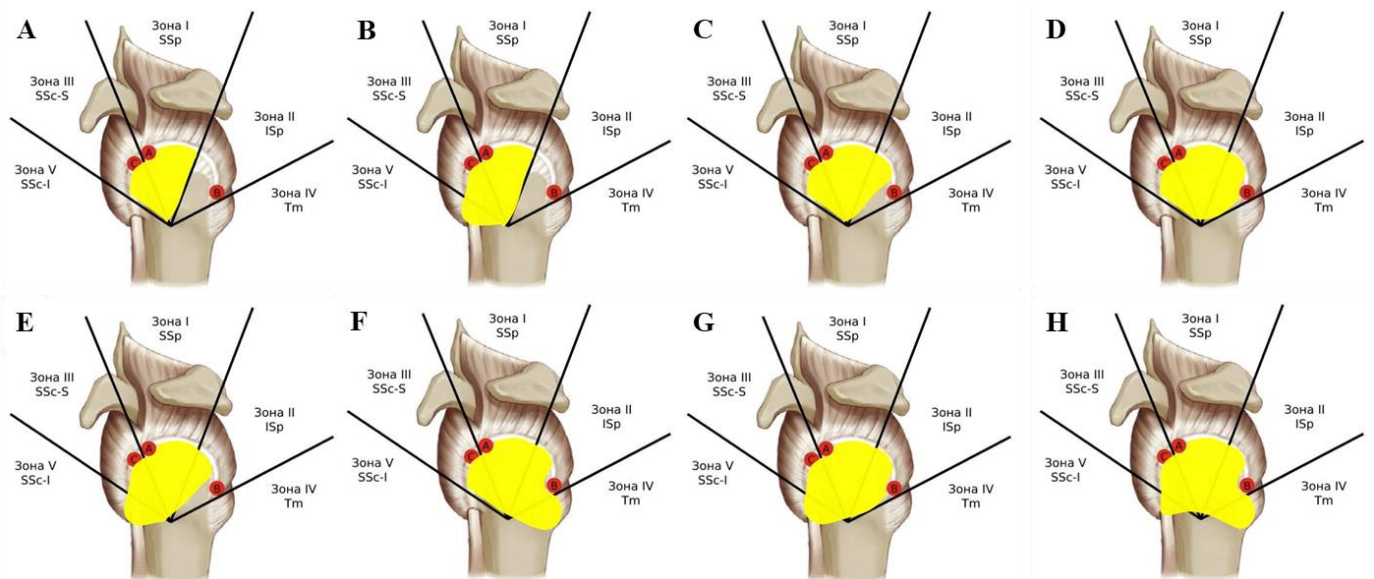 A
Зона I
SSp
Зона III
SSc-S
Зона II
ISp
Зона V
SSc-I
Зона IV
Tm
A
C
B
B
Зона I
SSp
Зона III
SSc-S
Зона II
ISp
Зона V
SSc-I
Зона IV
Tm
A
C
B
C
Зона I
SSp
Зона III
SSc-S
Зона II
ISp
Зона V
SSc-I
Зона IV
Tm
A
C
B
D
Зона I
SSp
Зона III
SSc-S
Зона II
ISp
Зона V
SSc-I
Зона IV
Tm
A
C
B
E
Зона I
SSp
Зона III
SSc-S
Зона II
ISp
Зона V
SSc-I
Зона IV
Tm
A
C
B
F
Зона I
SSp
Зона III
SSc-S
Зона II
ISp
Зона V
SSc-I
Зона IV
Tm
A
C
B
G
Зона I
SSp
Зона III
SSc-S
Зона II
ISp
Зона V
SSc-I
Зона IV
Tm
A
C
B
H
Зона I
SSp
Зона III
SSc-S
Зона II
ISp
Зона V
SSc-I
Зона IV
Tm
A
C
B